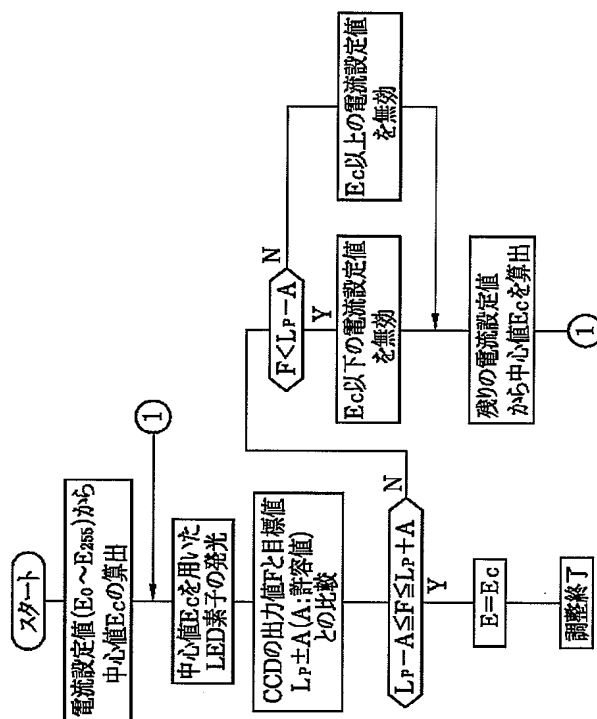 スタート
電流設定値(E0～E255)から
中心値Ecの算出
1
中心値Ecを用いた
LED素子の発光
CCDの出力値Fと目標値
LP±A(A;許容値)
との比較
LP－A≦F≦LP＋A
N
Y
E＝Ec
調整終了
F＜LP－A
N
Y
Ec以下の電流設定値
を無効
Ec以上の電流設定値
を無効
残りの電流設定値
から中心値Ecを算出
1